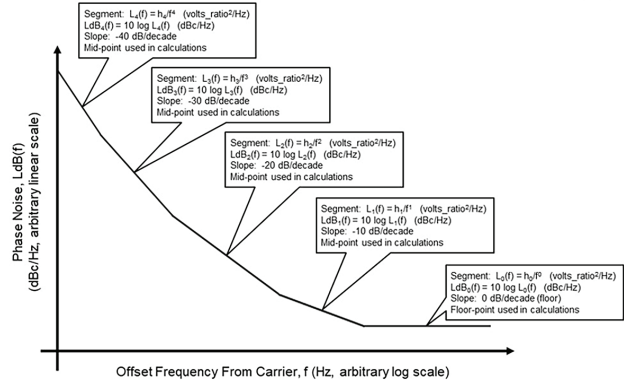 Segment: L₄(f) = h₄/f⁴ (volts_ratio²/Hz)
LdB₄(f) = 10 log L₄(f) (dBc/Hz)
Slope: -40 dB/decade
Mid-point used in calculations
Segment: L₃(f) = h₃/f³ (volts_ratio²/Hz)
LdB₃(f) = 10 log L₃(f) (dBc/Hz)
Slope: -30 dB/decade
Mid-point used in calculations
Segment: L₂(f) = h₂/f² (volts_ratio²/Hz)
LdB₂(f) = 10 log L₂(f) (dBc/Hz)
Slope: -20 dB/decade
Mid-point used in calculations
Segment: L₁(f) = h₁/f¹ (volts_ratio²/Hz)
LdB₁(f) = 10 log L₁(f) (dBc/Hz)
Slope: -10 dB/decade
Mid-point used in calculations
Segment: L₀(f) = h₀/f⁰ (volts_ratio²/Hz)
LdB₀(f) = 10 log L₀(f) (dBc/Hz)
Slope: 0 dB/decade (floor)
Floor-point used in calculations
Phase Noise, LdB(f)
(dBc/Hz, arbitrary linear scale)
Offset Frequency From Carrier, f (Hz, arbitrary log scale)